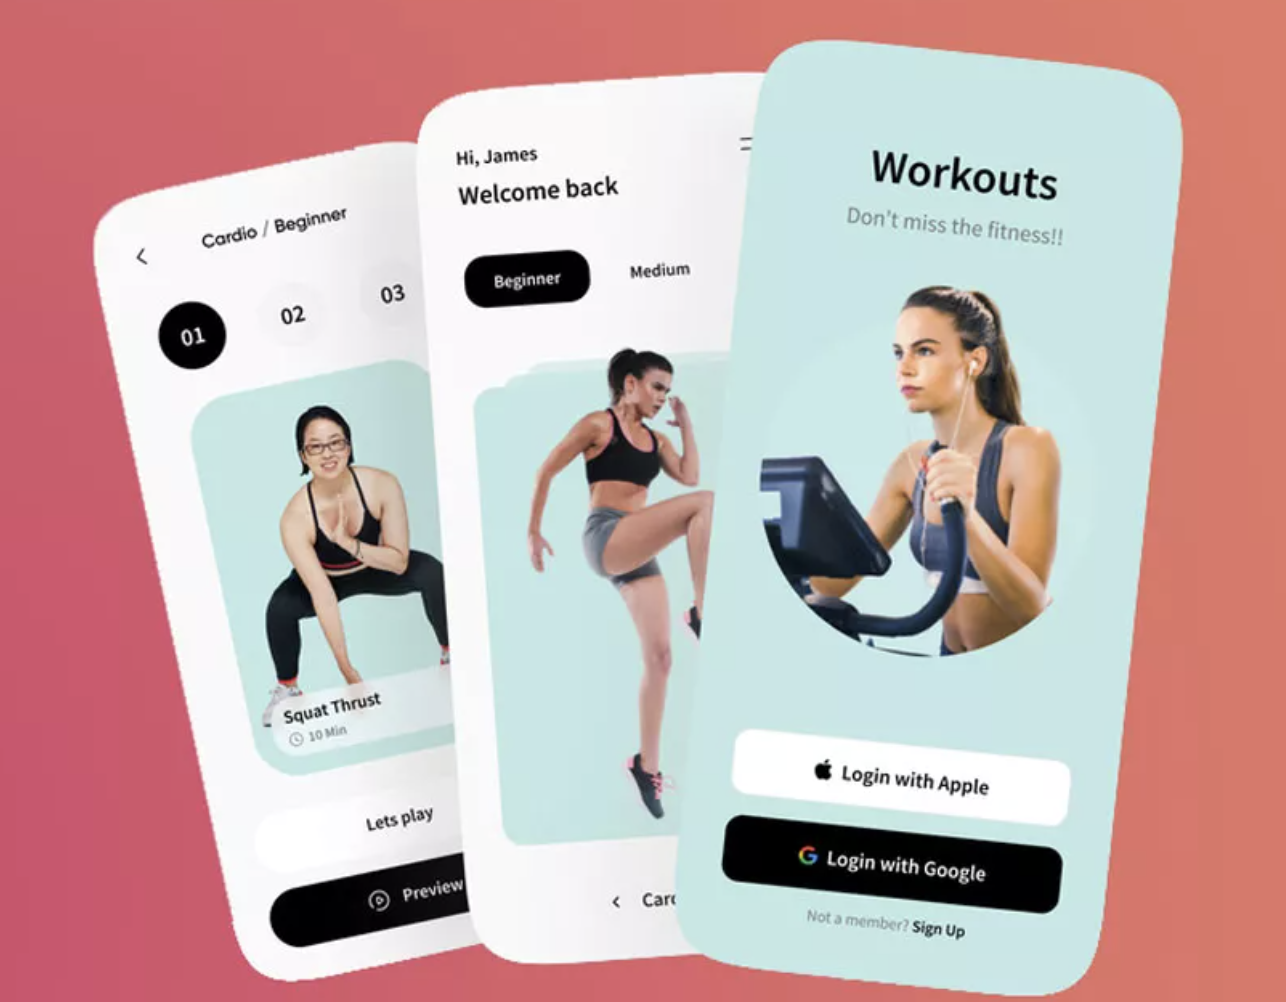 Cardio / Beginner
01
02
03
Squat Thrust
10 Min
Lets play
Preview
Hi, James
Welcome back
Beginner
Medium
Workouts
Don't miss the fitness!!
Login with Apple
Login with Google
Not a member? Sign Up